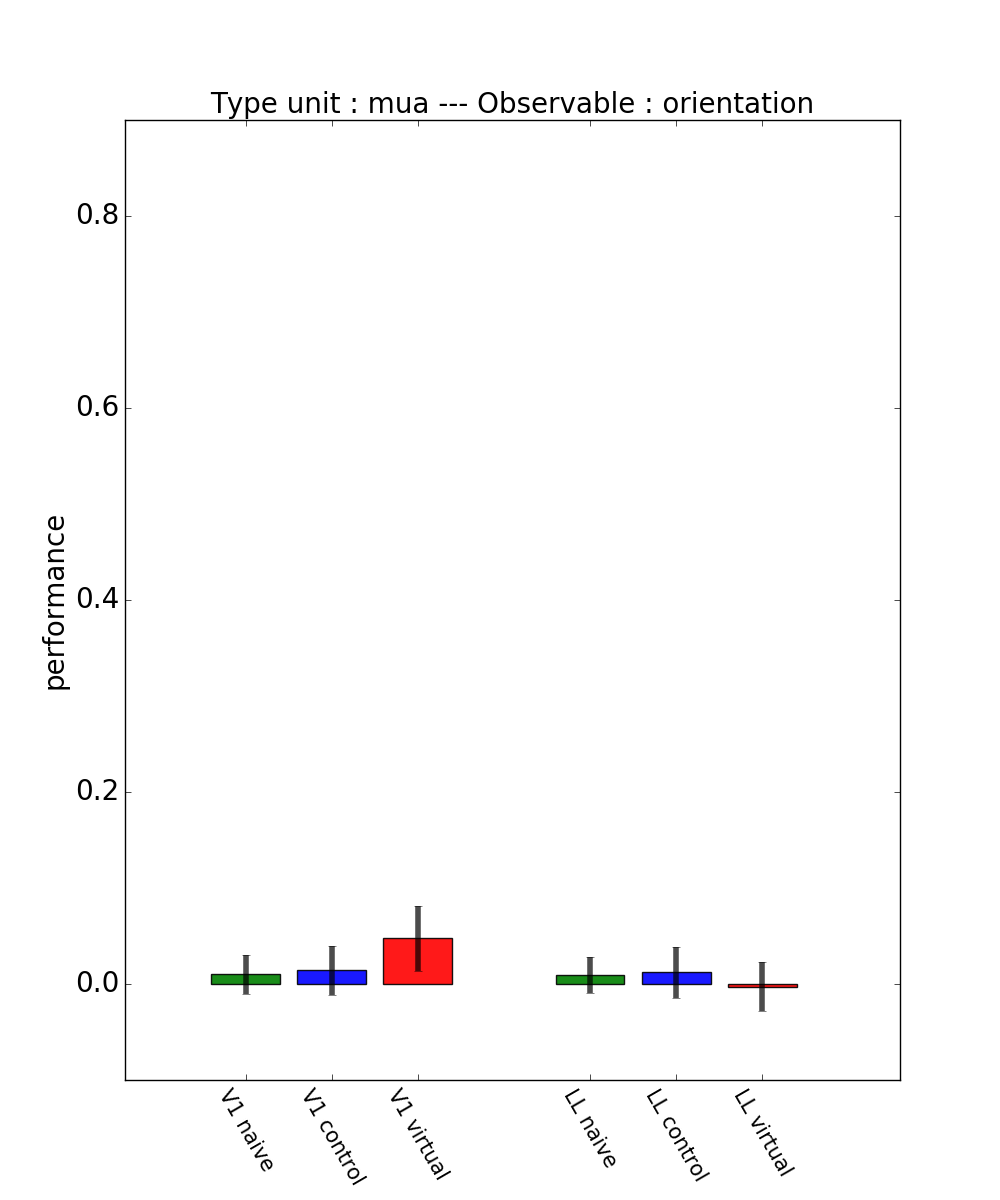 Type unit : mua --- Observable : orientation
0.8
0.6
0.4
0.2
0.0
performance
V1 naive
V1 control
V1 virtual
LL naive
LL control
LL virtual